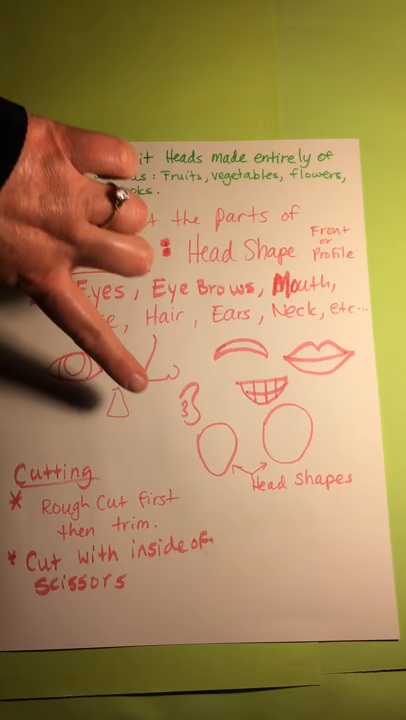 it Heads made entirely of
: Fruits, vegetables, flowers,
t the parts of
: Head Shape Front or Profile
Eyes, Eye Brows, Mouth,
Hair, Ears, Neck, etc...
Head Shapes
Cutting
* Rough Cut first
then trim.
* Cut with inside of
scissors